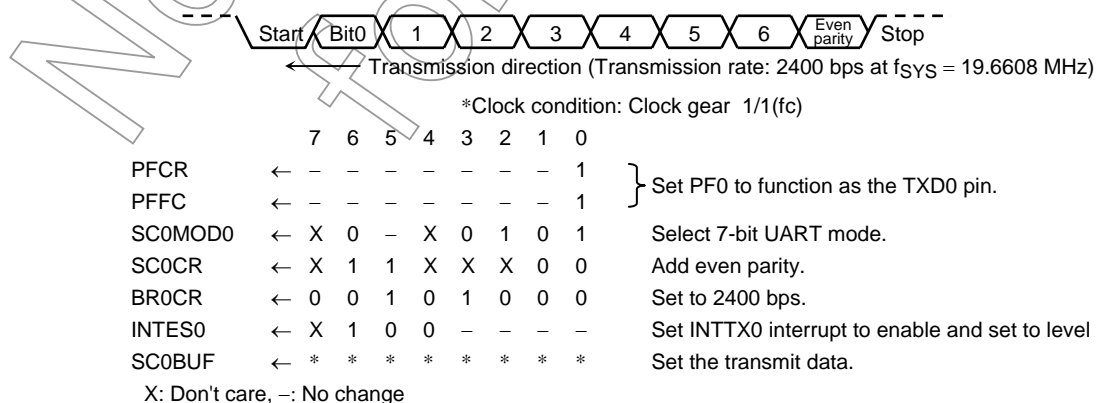 Start Bit0 1 2 3 4 5 6 Even parity Stop
Transmission direction (Transmission rate: 2400 bps at fSYS = 19.6608 MHz)
*Clock condition: Clock gear 1/1(fc)
7 6 5 4 3 2 1 0
PFCR ← – – – – – – – 1
Set PF0 to function as the TXD0 pin.
PFFC ← – – – – – – – 1
SC0MOD0 ← X 0 – X 0 1 0 1 Select 7-bit UART mode.
SC0CR ← X 1 1 X X X 0 0 Add even parity.
BR0CR ← 0 0 1 0 1 0 0 0 Set to 2400 bps.
INTES0 ← X 1 0 0 – – – – Set INTTX0 interrupt to enable and set to level
SC0BUF ← * * * * * * * * Set the transmit data.
X: Don't care, –: No change